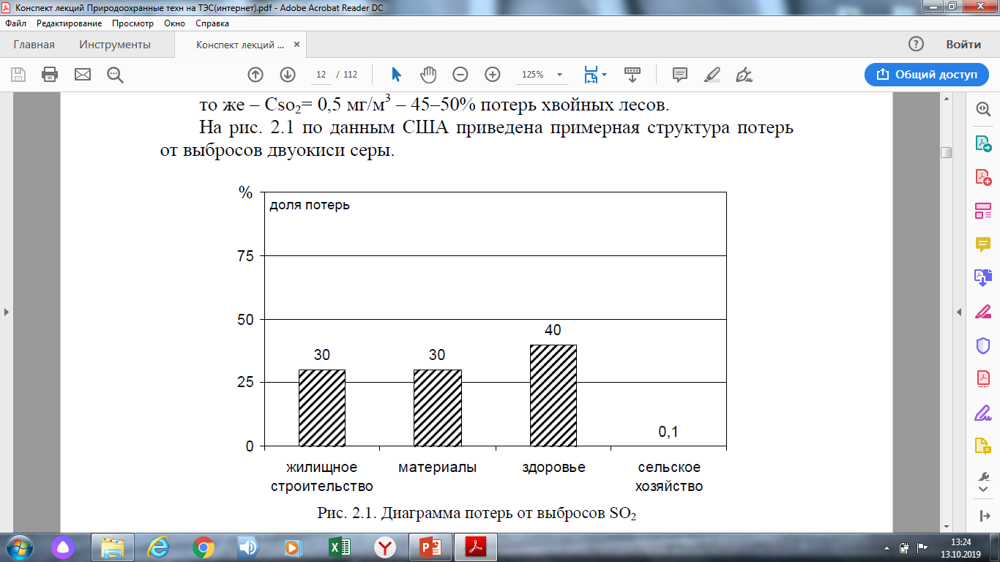 Конспект лекций Природоохранные техн на ТЭС(интернет).pdf - Adobe Acrobat Reader DC
Файл Редактирование Просмотр Окно Справка
Главная Инструменты Конспект лекций ... × ? Войти
12 / 112 125% Общий доступ
то же – Cso₂= 0,5 мг/м³ – 45–50% потерь хвойных лесов.
На рис. 2.1 по данным США приведена примерная структура потерь
от выбросов двуокиси серы.
%
доля потерь
75
50
40
30 30
25
0,1
0
жилищное материалы здоровье сельское
строительство хозяйство
Рис. 2.1. Диаграмма потерь от выбросов SO₂
13:24
13.10.2019